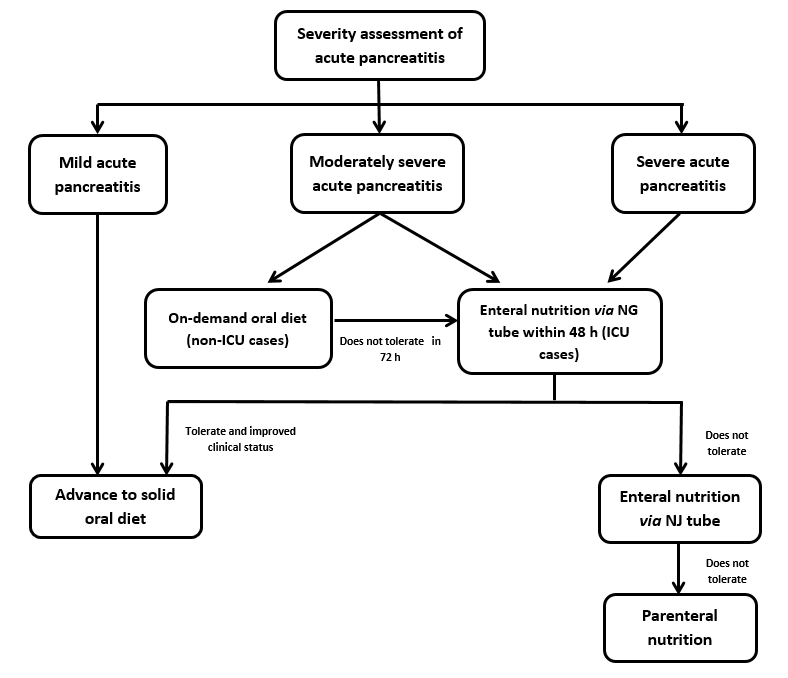 Severity assessment of
acute pancreatitis
Mild acute
pancreatitis
Moderately severe
acute pancreatitis
Severe acute
pancreatitis
On-demand oral diet
(non-ICU cases)
Does not tolerate in
72 h
Enteral nutrition via NG
tube within 48 h (ICU
cases)
Tolerate and improved
clinical status
Does not
tolerate
Advance to solid
oral diet
Enteral nutrition
via NJ tube
Does not
tolerate
Parenteral
nutrition